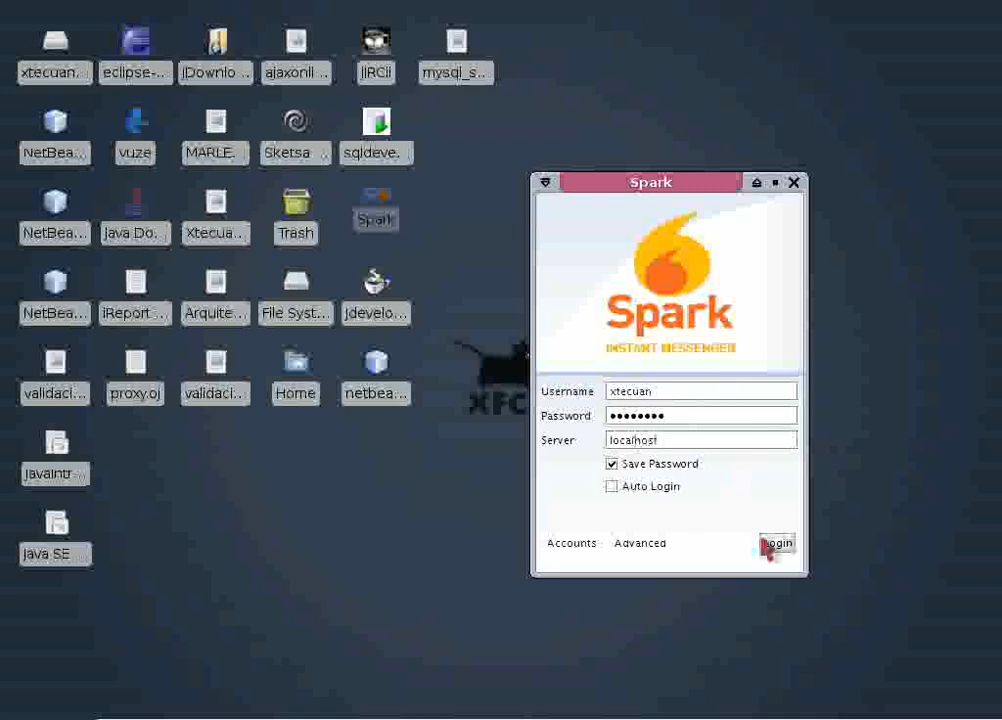 xtecuan...
eclipse-...
jDownlo...
ajaxonli...
jIRCii
mysql_s...
NetBea...
vuze
MARLE...
Sketsa ...
sqldeve...
NetBea...
Java Do...
Xtecua...
Trash
Spark
NetBea...
iReport ...
Arquite...
File Syst...
Jdevelo...
validaci...
proxy.oj
validaci...
Home
netbea...
JavaIntr...
Java SE ...
XFC
Spark
Spark
INSTANT MESSENGER
Username xtecuan
Password ••••••••
Server localhost
Save Password
Auto Login
Accounts Advanced Login